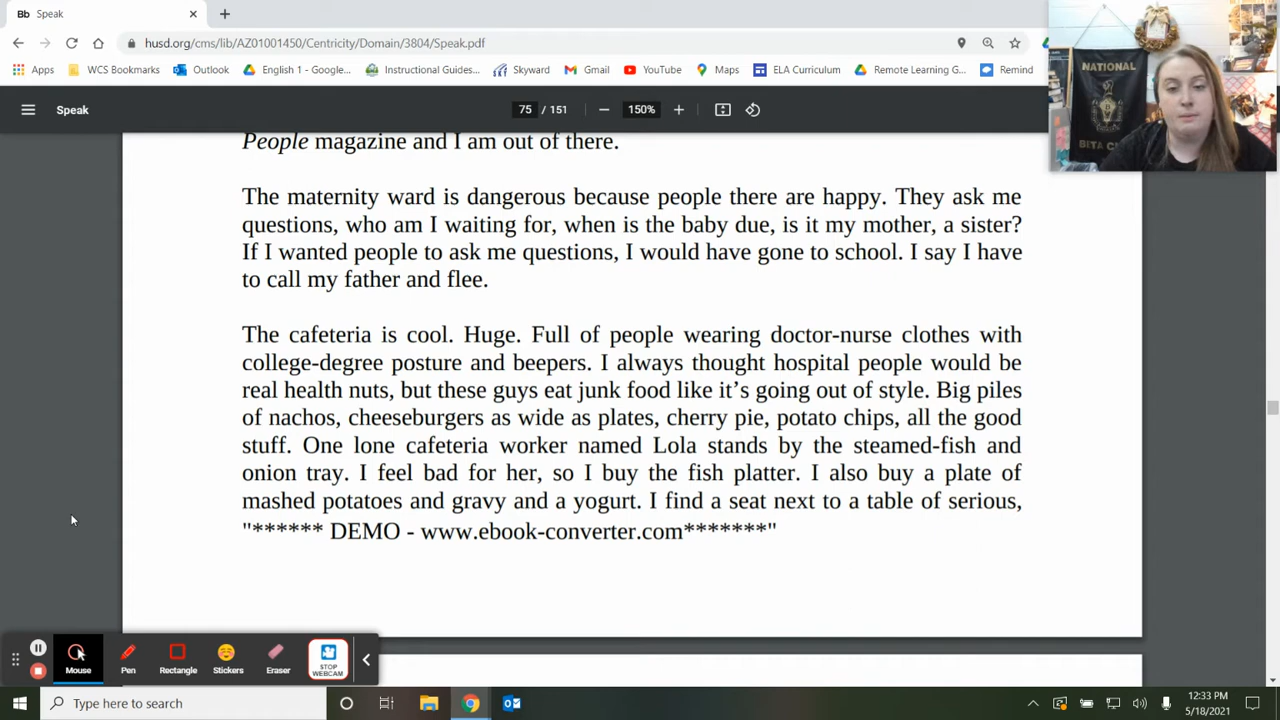 Bb Speak
husd.org/cms/lib/AZ01001450/Centricity/Domain/3804/Speak.pdf
Apps WCS Bookmarks Outlook English 1 - Google... Instructional Guides... Skyward Gmail YouTube Maps ELA Curriculum Remote Learning G... Remind
Speak 75 / 151 150%
NATIONAL
BETA
People magazine and I am out of there.
The maternity ward is dangerous because people there are happy. They ask me
questions, who am I waiting for, when is the baby due, is it my mother, a sister?
If I wanted people to ask me questions, I would have gone to school. I say I have
to call my father and flee.
The cafeteria is cool. Huge. Full of people wearing doctor-nurse clothes with
college-degree posture and beepers. I always thought hospital people would be
real health nuts, but these guys eat junk food like it’s going out of style. Big piles
of nachos, cheeseburgers as wide as plates, cherry pie, potato chips, all the good
stuff. One lone cafeteria worker named Lola stands by the steamed-fish and
onion tray. I feel bad for her, so I buy the fish platter. I also buy a plate of
mashed potatoes and gravy and a yogurt. I find a seat next to a table of serious,
"****** DEMO - www.ebook-converter.com*******"
Mouse Pen Rectangle Stickers Eraser STOP
WEBCAM
Type here to search
12:33 PM
5/18/2021